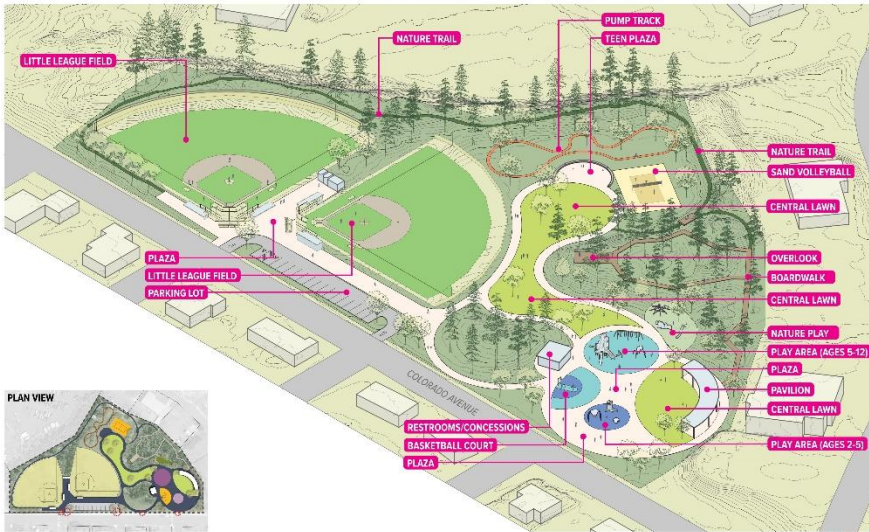 PUMP TRACK
NATURE TRAIL
TEEN PLAZA
LITTLE LEAGUE FIELD
NATURE TRAIL
SAND VOLLEYBALL
CENTRAL LAWN
PLAZA
OVERLOOK
LITTLE LEAGUE FIELD
BOARDWALK
PARKING LOT
CENTRAL LAWN
NATURE PLAY
PLAY AREA (AGES 5-12)
PLAZA
COLORADO AVENUE
PAVILION
PLAN VIEW
CENTRAL LAWN
RESTROOMS/CONCESSIONS
BASKETBALL COURT
PLAY AREA (AGES 2-5)
PLAZA